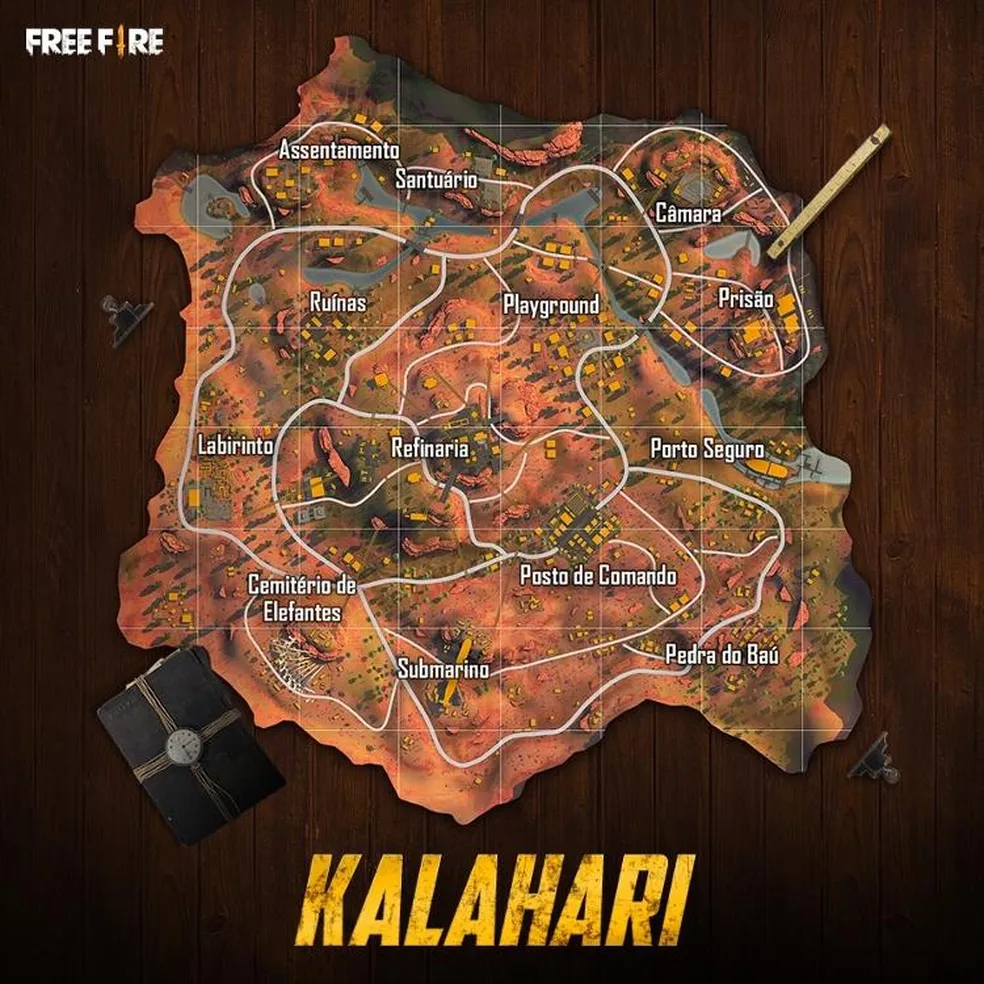 FREE FIRE
Assentamento
Santuário
Câmara
Ruínas
Playground
Prisão
Labirinto
Refinaria
Porto Seguro
Posto de Comando
Cemitério de
Elefantes
Submarino
Pedra do Baú
KALAHARI